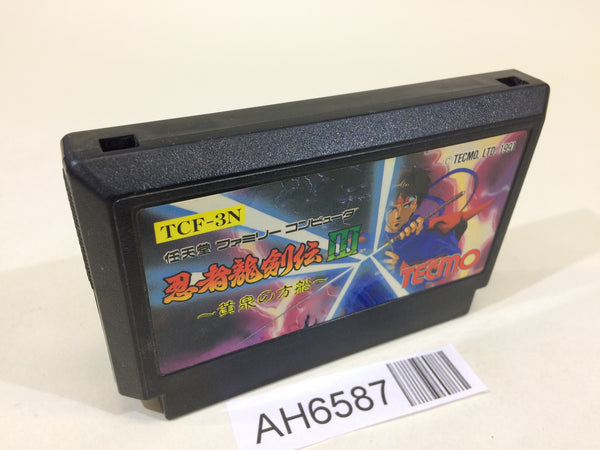 © TECMO, LTD. 1991
TCF-3N
任天堂 ファミリー コンピュータ
忍者龍剣伝III
～黄泉の方船～
TECMO
AH6587